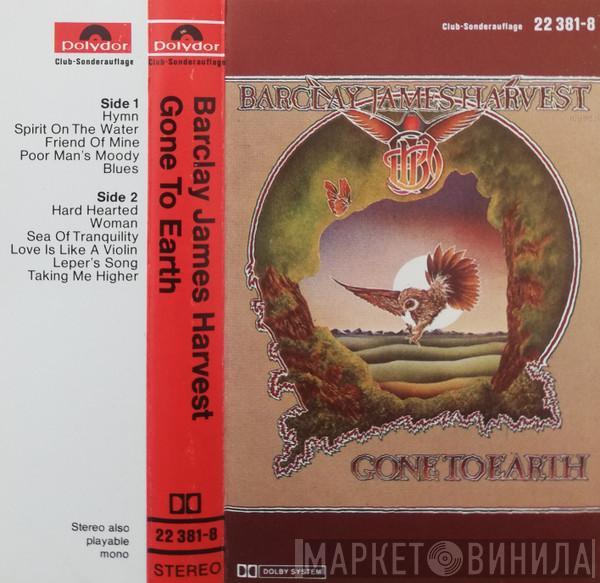 polydor
Club-Sonderauflage
Side 1
Hymn
Spirit On The Water
Friend Of Mine
Poor Man's Moody
Blues
Side 2
Hard Hearted
Woman
Sea Of Tranquility
Love Is Like A Violin
Leper's Song
Taking Me Higher
Stereo also
playable
mono
polydor
Club-Sonderauflage
Barclay James Harvest
Gone To Earth
22 381-8
STEREO
Club-Sonderauflage 22 381-8
BARCLAY JAMES HARVEST
BJH
GONE TO EARTH
DOLBY SYSTEM
МАРКЕТ ВИНИЛА